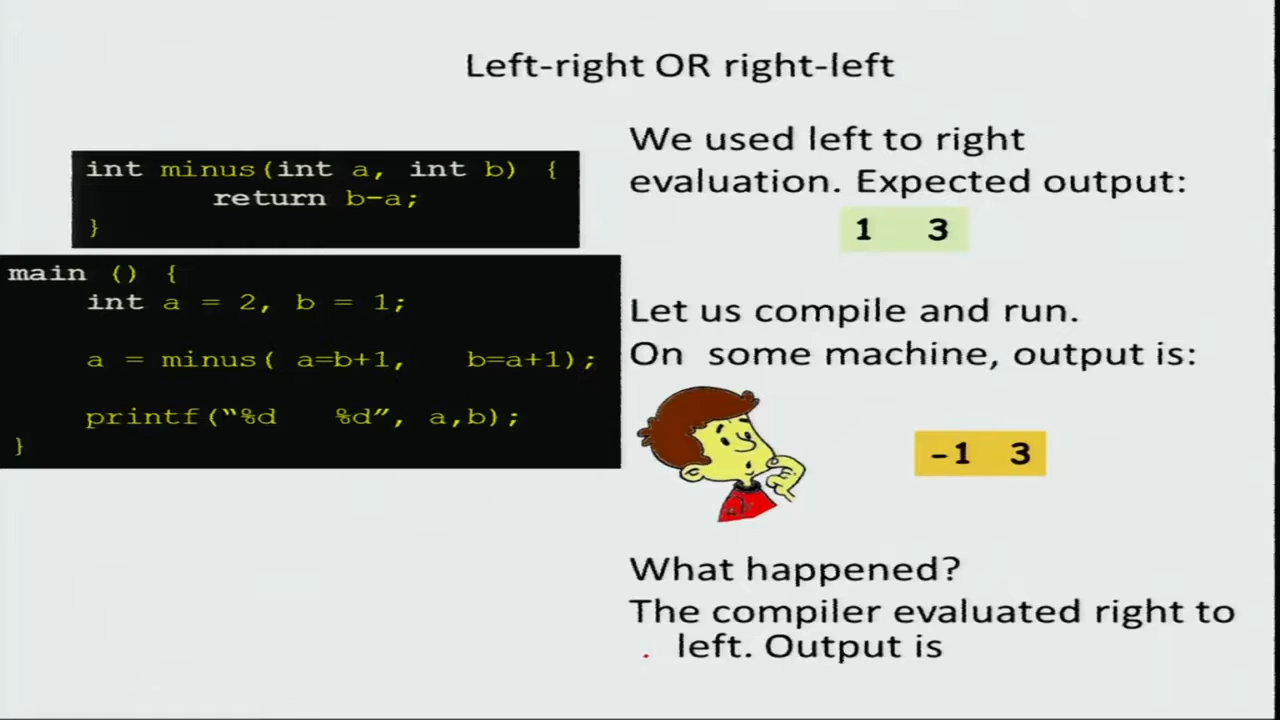 Left-right OR right-left
int minus(int a, int b) {
return b-a;
}
main () {
int a = 2, b = 1;
a = minus( a=b+1, b=a+1);
printf(“%d %d”, a,b);
}
We used left to right
evaluation. Expected output:
1 3
Let us compile and run.
On some machine, output is:
-1 3
What happened?
The compiler evaluated right to
left. Output is